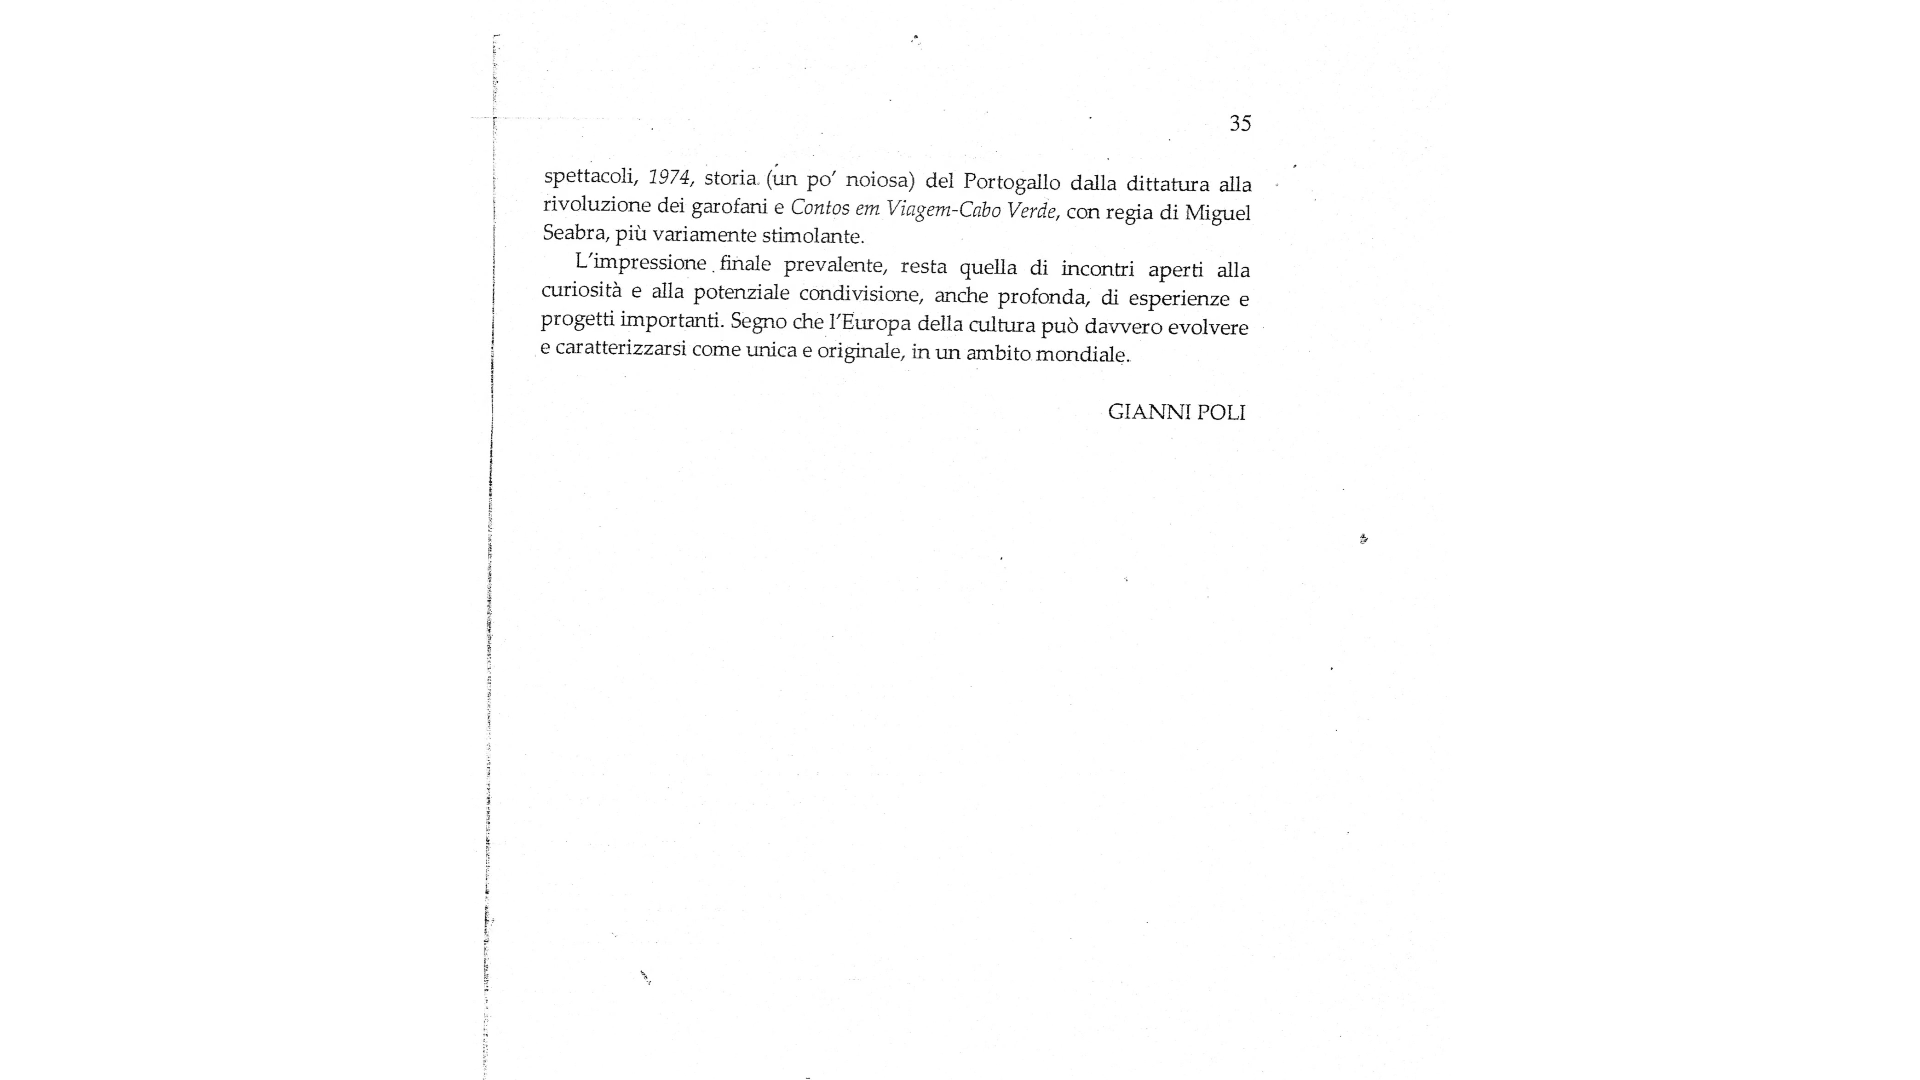 35
spettacoli, 1974, storia (un po' noiosa) del Portogallo dalla dittatura alla
rivoluzione dei garofani e Contos em Viagem-Cabo Verde, con regia di Miguel
Seabra, più variamente stimolante.
L'impressione finale prevalente, resta quella di incontri aperti alla
curiosità e alla potenziale condivisione, anche profonda, di esperienze e
progetti importanti. Segno che l'Europa della cultura può davvero evolvere
e caratterizzarsi come unica e originale, in un ambito mondiale.
GIANNI POLI